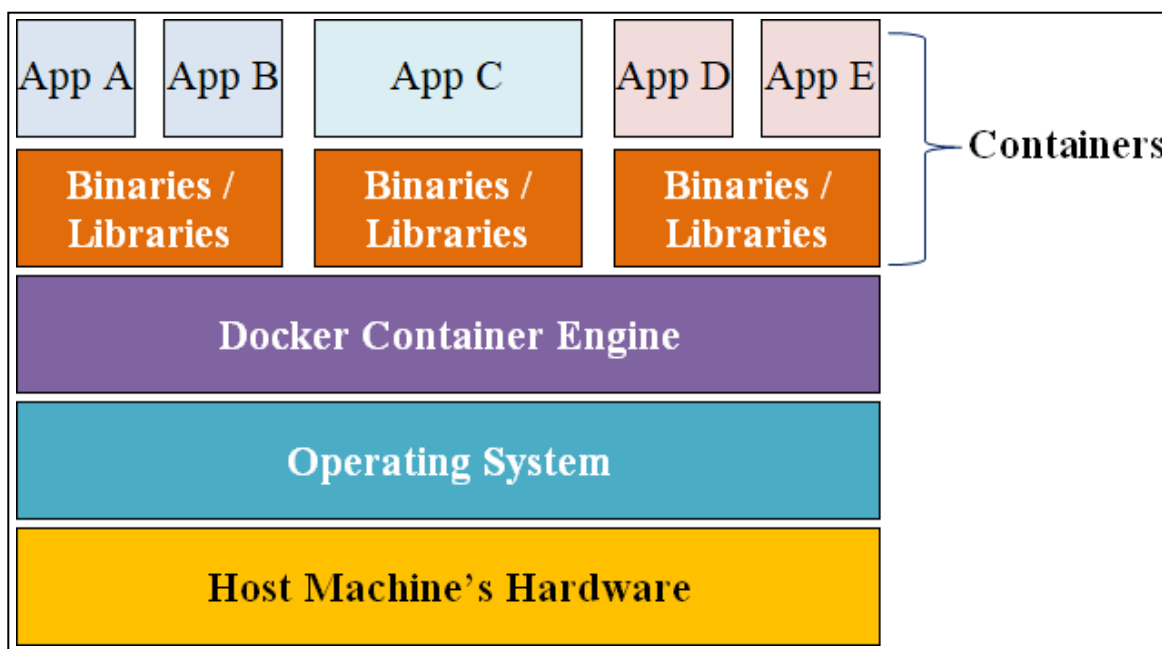 App A
App B
App C
App D
App E
Containers
Binaries /
Libraries
Binaries /
Libraries
Binaries /
Libraries
Docker Container Engine
Operating System
Host Machine’s Hardware